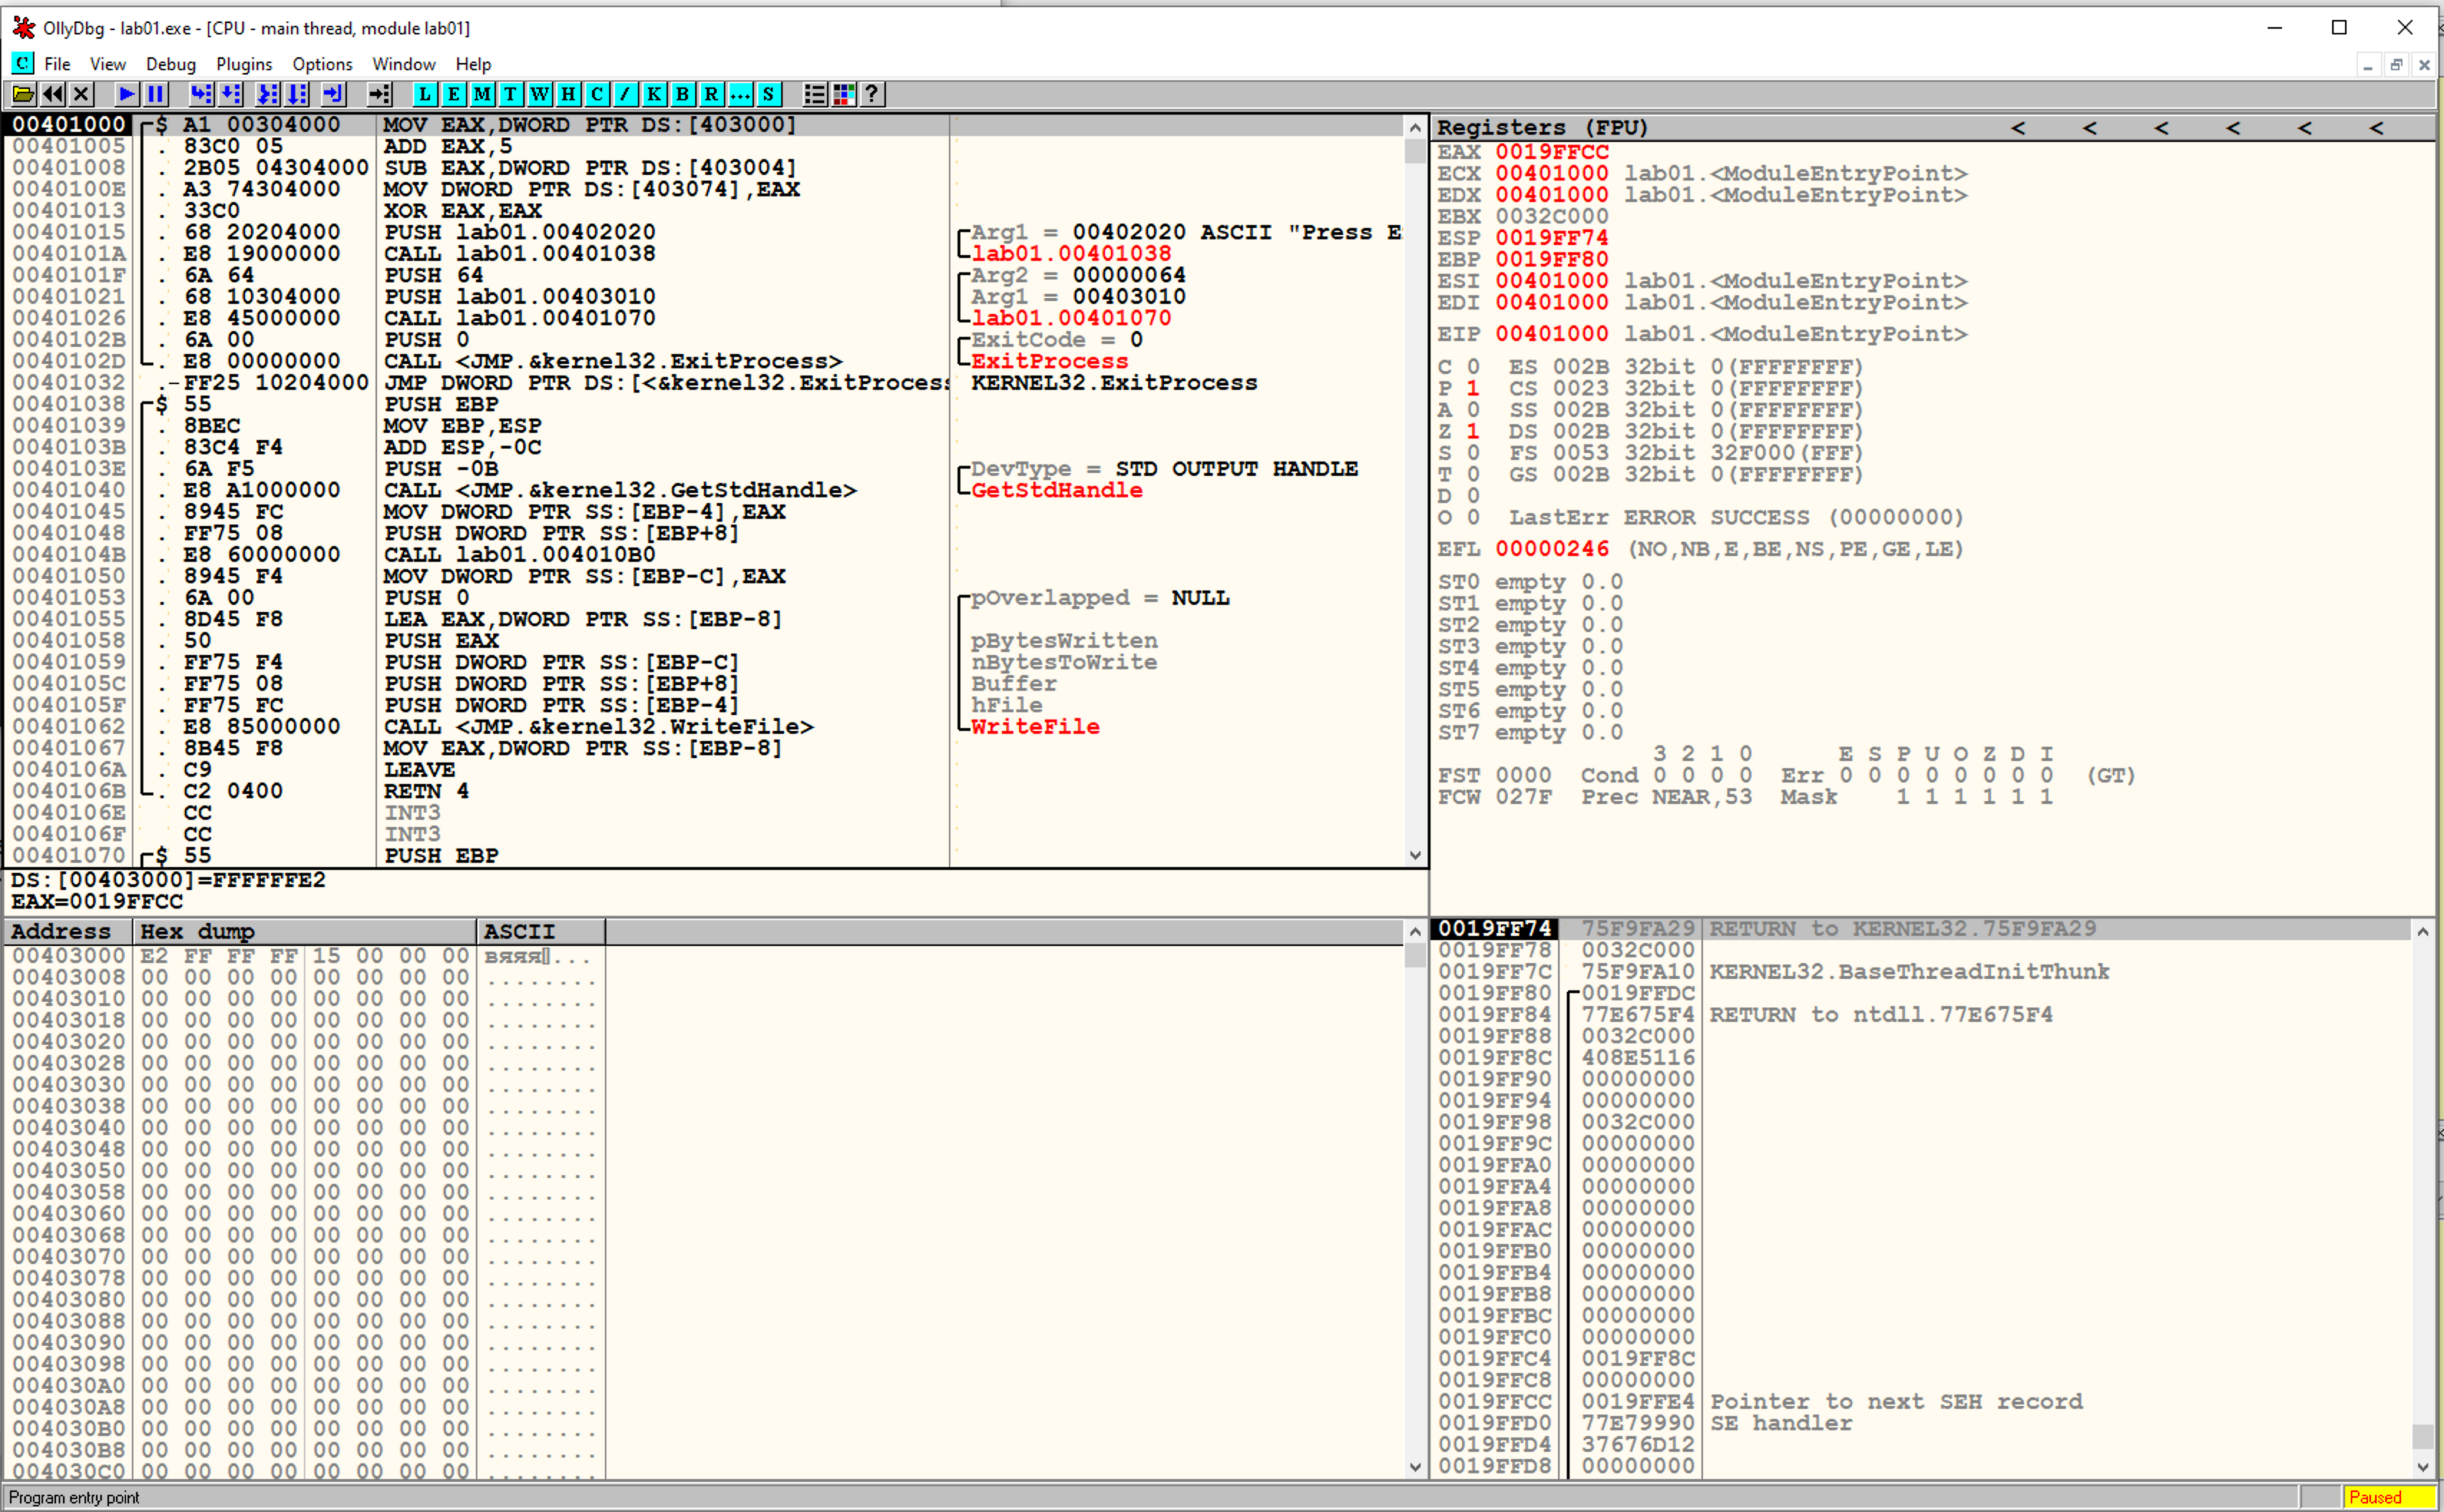 OllyDbg - lab01.exe - [CPU - main thread, module lab01]
C File View Debug Plugins Options Window Help
L E M T W H C / K B R ... S ?
00401000 $ A1 00304000 MOV EAX,DWORD PTR DS:[403000]
00401005 . 83C0 05 ADD EAX,5
00401008 . 2B05 04304000 SUB EAX,DWORD PTR DS:[403004]
0040100E . A3 74304000 MOV DWORD PTR DS:[403074],EAX
00401013 . 33C0 XOR EAX,EAX
00401015 . 68 20204000 PUSH lab01.00402020 Arg1 = 00402020 ASCII "Press E
0040101A . E8 19000000 CALL lab01.00401038 lab01.00401038
0040101F . 6A 64 PUSH 64 Arg2 = 00000064
00401021 . 68 10304000 PUSH lab01.00403010 Arg1 = 00403010
00401026 . E8 45000000 CALL lab01.00401070 lab01.00401070
0040102B . 6A 00 PUSH 0 ExitCode = 0
0040102D . E8 00000000 CALL <JMP.&kernel32.ExitProcess> ExitProcess
00401032 .-FF25 10204000 JMP DWORD PTR DS:[<&kernel32.ExitProces KERNEL32.ExitProcess
00401038 $ 55 PUSH EBP
00401039 . 8BEC MOV EBP,ESP
0040103B . 83C4 F4 ADD ESP,-0C
0040103E . 6A F5 PUSH -0B DevType = STD OUTPUT HANDLE
00401040 . E8 A1000000 CALL <JMP.&kernel32.GetStdHandle> GetStdHandle
00401045 . 8945 FC MOV DWORD PTR SS:[EBP-4],EAX
00401048 . FF75 08 PUSH DWORD PTR SS:[EBP+8]
0040104B . E8 60000000 CALL lab01.004010B0
00401050 . 8945 F4 MOV DWORD PTR SS:[EBP-C],EAX
00401053 . 6A 00 PUSH 0 pOverlapped = NULL
00401055 . 8D45 F8 LEA EAX,DWORD PTR SS:[EBP-8]
00401058 . 50 PUSH EAX pBytesWritten
00401059 . FF75 F4 PUSH DWORD PTR SS:[EBP-C] nBytesToWrite
0040105C . FF75 08 PUSH DWORD PTR SS:[EBP+8] Buffer
0040105F . FF75 FC PUSH DWORD PTR SS:[EBP-4] hFile
00401062 . E8 85000000 CALL <JMP.&kernel32.WriteFile> WriteFile
00401067 . 8B45 F8 MOV EAX,DWORD PTR SS:[EBP-8]
0040106A . C9 LEAVE
0040106B . C2 0400 RETN 4
0040106E CC INT3
0040106F CC INT3
00401070 $ 55 PUSH EBP
DS:[00403000]=FFFFFFE2
EAX=0019FFCC
Registers (FPU) < < < < < <
EAX 0019FFCC
ECX 00401000 lab01.<ModuleEntryPoint>
EDX 00401000 lab01.<ModuleEntryPoint>
EBX 0032C000
ESP 0019FF74
EBP 0019FF80
ESI 00401000 lab01.<ModuleEntryPoint>
EDI 00401000 lab01.<ModuleEntryPoint>
EIP 00401000 lab01.<ModuleEntryPoint>
C 0 ES 002B 32bit 0(FFFFFFFF)
P 1 CS 0023 32bit 0(FFFFFFFF)
A 0 SS 002B 32bit 0(FFFFFFFF)
Z 1 DS 002B 32bit 0(FFFFFFFF)
S 0 FS 0053 32bit 32F000(FFF)
T 0 GS 002B 32bit 0(FFFFFFFF)
D 0
O 0 LastErr ERROR SUCCESS (00000000)
EFL 00000246 (NO,NB,E,BE,NS,PE,GE,LE)
ST0 empty 0.0
ST1 empty 0.0
ST2 empty 0.0
ST3 empty 0.0
ST4 empty 0.0
ST5 empty 0.0
ST6 empty 0.0
ST7 empty 0.0
3 2 1 0 E S P U O Z D I
FST 0000 Cond 0 0 0 0 Err 0 0 0 0 0 0 0 0 (GT)
FCW 027F Prec NEAR,53 Mask 1 1 1 1 1 1
Address Hex dump ASCII
00403000 E2 FF FF FF 15 00 00 00 вяяя...
00403008 00 00 00 00 00 00 00 00 ........
00403010 00 00 00 00 00 00 00 00 ........
00403018 00 00 00 00 00 00 00 00 ........
00403020 00 00 00 00 00 00 00 00 ........
00403028 00 00 00 00 00 00 00 00 ........
00403030 00 00 00 00 00 00 00 00 ........
00403038 00 00 00 00 00 00 00 00 ........
00403040 00 00 00 00 00 00 00 00 ........
00403048 00 00 00 00 00 00 00 00 ........
00403050 00 00 00 00 00 00 00 00 ........
00403058 00 00 00 00 00 00 00 00 ........
00403060 00 00 00 00 00 00 00 00 ........
00403068 00 00 00 00 00 00 00 00 ........
00403070 00 00 00 00 00 00 00 00 ........
00403078 00 00 00 00 00 00 00 00 ........
00403080 00 00 00 00 00 00 00 00 ........
00403088 00 00 00 00 00 00 00 00 ........
00403090 00 00 00 00 00 00 00 00 ........
00403098 00 00 00 00 00 00 00 00 ........
004030A0 00 00 00 00 00 00 00 00 ........
004030A8 00 00 00 00 00 00 00 00 ........
004030B0 00 00 00 00 00 00 00 00 ........
004030B8 00 00 00 00 00 00 00 00 ........
004030C0 00 00 00 00 00 00 00 00 ........
0019FF74 75F9FA29 RETURN to KERNEL32.75F9FA29
0019FF78 0032C000
0019FF7C 75F9FA10 KERNEL32.BaseThreadInitThunk
0019FF80 0019FFDC
0019FF84 77E675F4 RETURN to ntdll.77E675F4
0019FF88 0032C000
0019FF8C 408E5116
0019FF90 00000000
0019FF94 00000000
0019FF98 0032C000
0019FF9C 00000000
0019FFA0 00000000
0019FFA4 00000000
0019FFA8 00000000
0019FFAC 00000000
0019FFB0 00000000
0019FFB4 00000000
0019FFB8 00000000
0019FFBC 00000000
0019FFC0 00000000
0019FFC4 0019FF8C
0019FFC8 00000000
0019FFCC 0019FFE4 Pointer to next SEH record
0019FFD0 77E79990 SE handler
0019FFD4 37676D12
0019FFD8 00000000
Program entry point
Paused